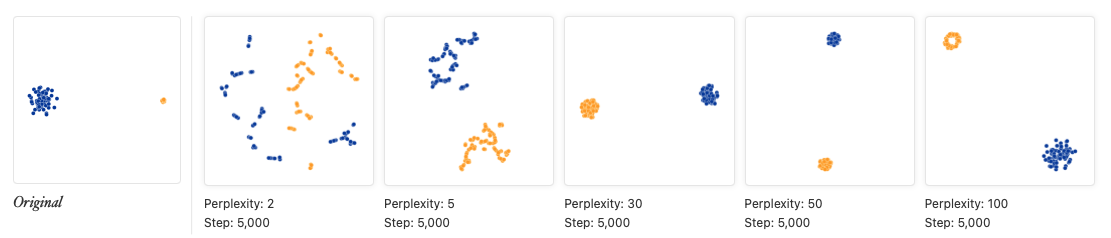 Original
Perplexity: 2
Step: 5,000
Perplexity: 5
Step: 5,000
Perplexity: 30
Step: 5,000
Perplexity: 50
Step: 5,000
Perplexity: 100
Step: 5,000